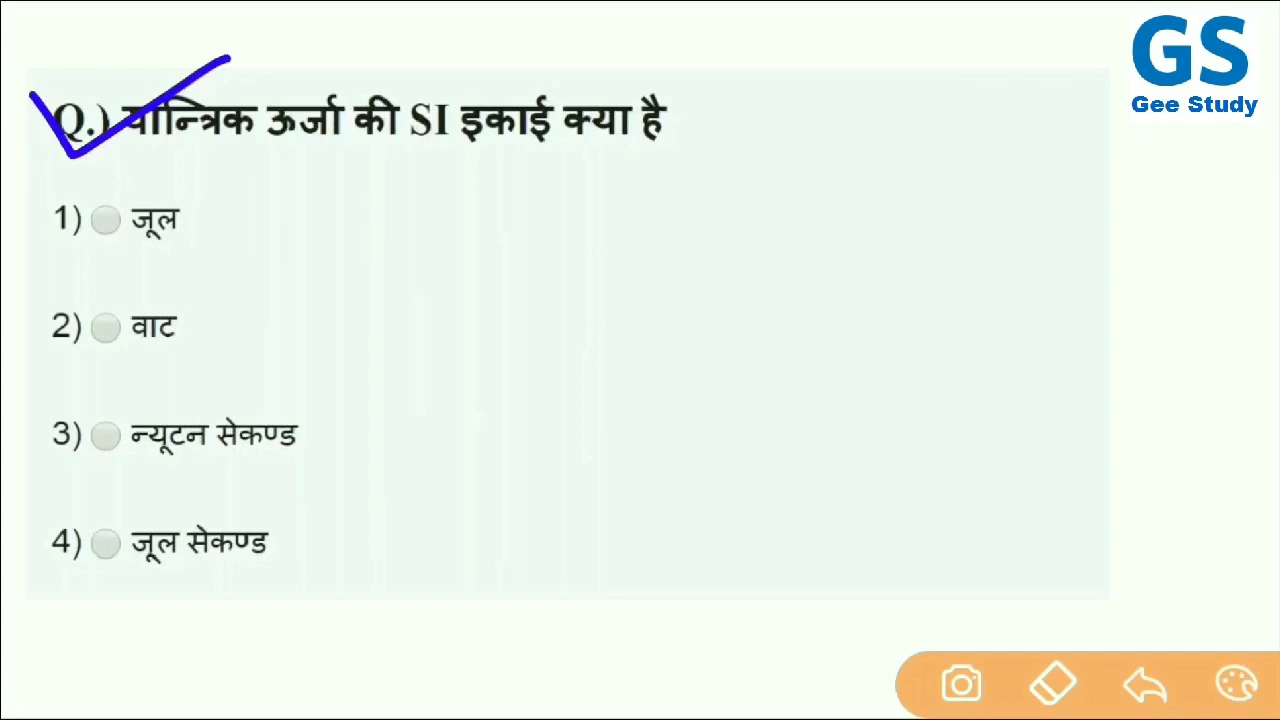 GS
Gee Study
Q.) यान्त्रिक ऊर्जा की SI इकाई क्या है
1) जूल
2) वाट
3) न्यूटन सेकण्ड
4) जूल सेकण्ड